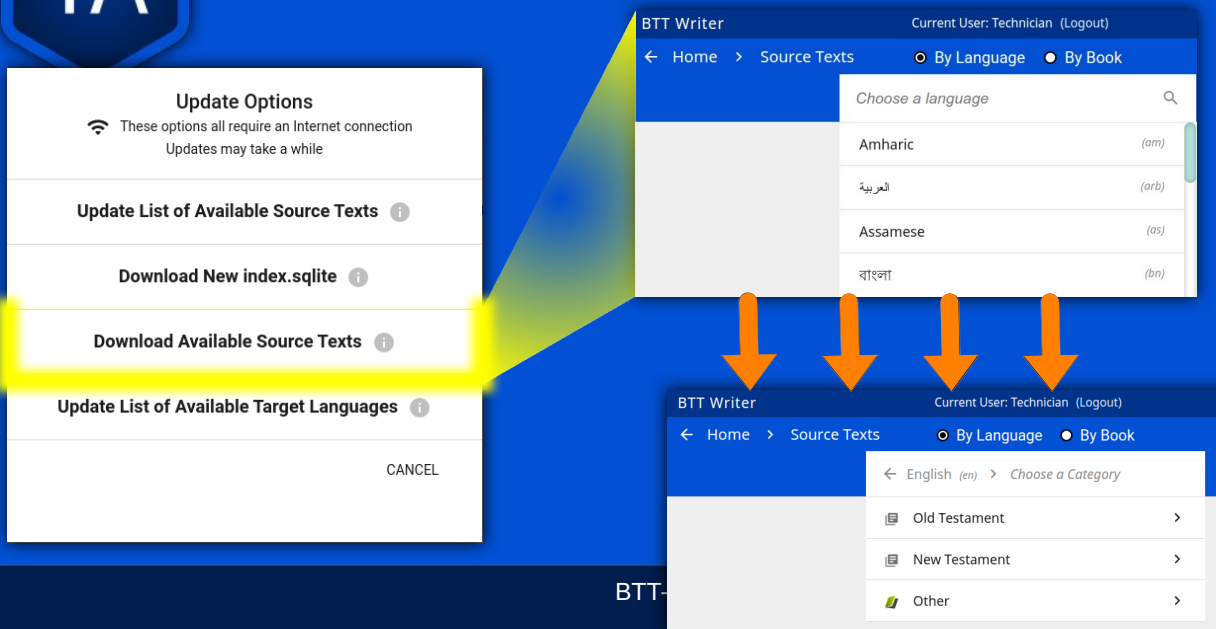 Update Options
These options all require an Internet connection
Updates may take a while
Update List of Available Source Texts
Download New index.sqlite
Download Available Source Texts
Update List of Available Target Languages
CANCEL
BTT Writer
Current User: Technician (Logout)
Home > Source Texts
By Language By Book
Choose a language
Amharic (am)
العربية (arb)
Assamese (as)
বাংলা (bn)
BTT Writer
Current User: Technician (Logout)
Home > Source Texts
By Language By Book
English (en) > Choose a Category
Old Testament
New Testament
Other
BTT-